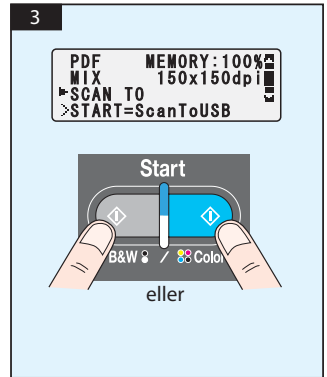 3
PDF MEMORY:100%
MIX 150x150dpi
SCAN TO
>START=ScanToUSB
Start
B&W / Color
eller